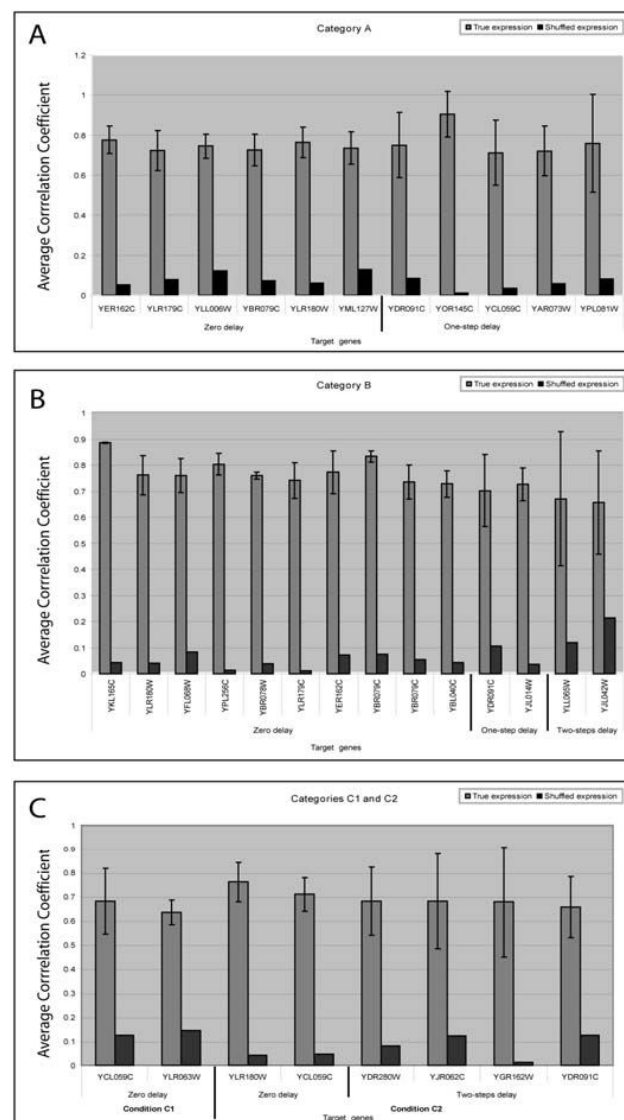 A
Category A
True expression Shuffled expression
Average Corrrelation Coefficient
1.2
1
0.8
0.6
0.4
0.2
0
YER162C YLR179C YLL006W YBR079C YLR180W YML127W YDR091C YOR145C YCL059C YAR073W YPL081W
Zero delay One-step delay
Target genes
B
Category B
True expression Shuffled expression
Average Corrrelation Coefficient
1
0.9
0.8
0.7
0.6
0.5
0.4
0.3
0.2
0.1
0
YKL165C YLR180W YFL068W YPL256C YBR078W YLR179C YER162C YBR079C YBR079C YBL040C YDR091C YJL014W YLL065W YJL042W
Zero delay One-step delay Two-steps delay
Target genes
C
Categories C1 and C2
True expression Shuffled expression
Average Corrrelation Coefficient
1
0.9
0.8
0.7
0.6
0.5
0.4
0.3
0.2
0.1
0
YCL059C YLR063W YLR180W YCL059C YDR280W YJR062C YGR162W YDR091C
Zero delay Zero delay Two-steps delay
Condition C1 Condition C2
Target genes